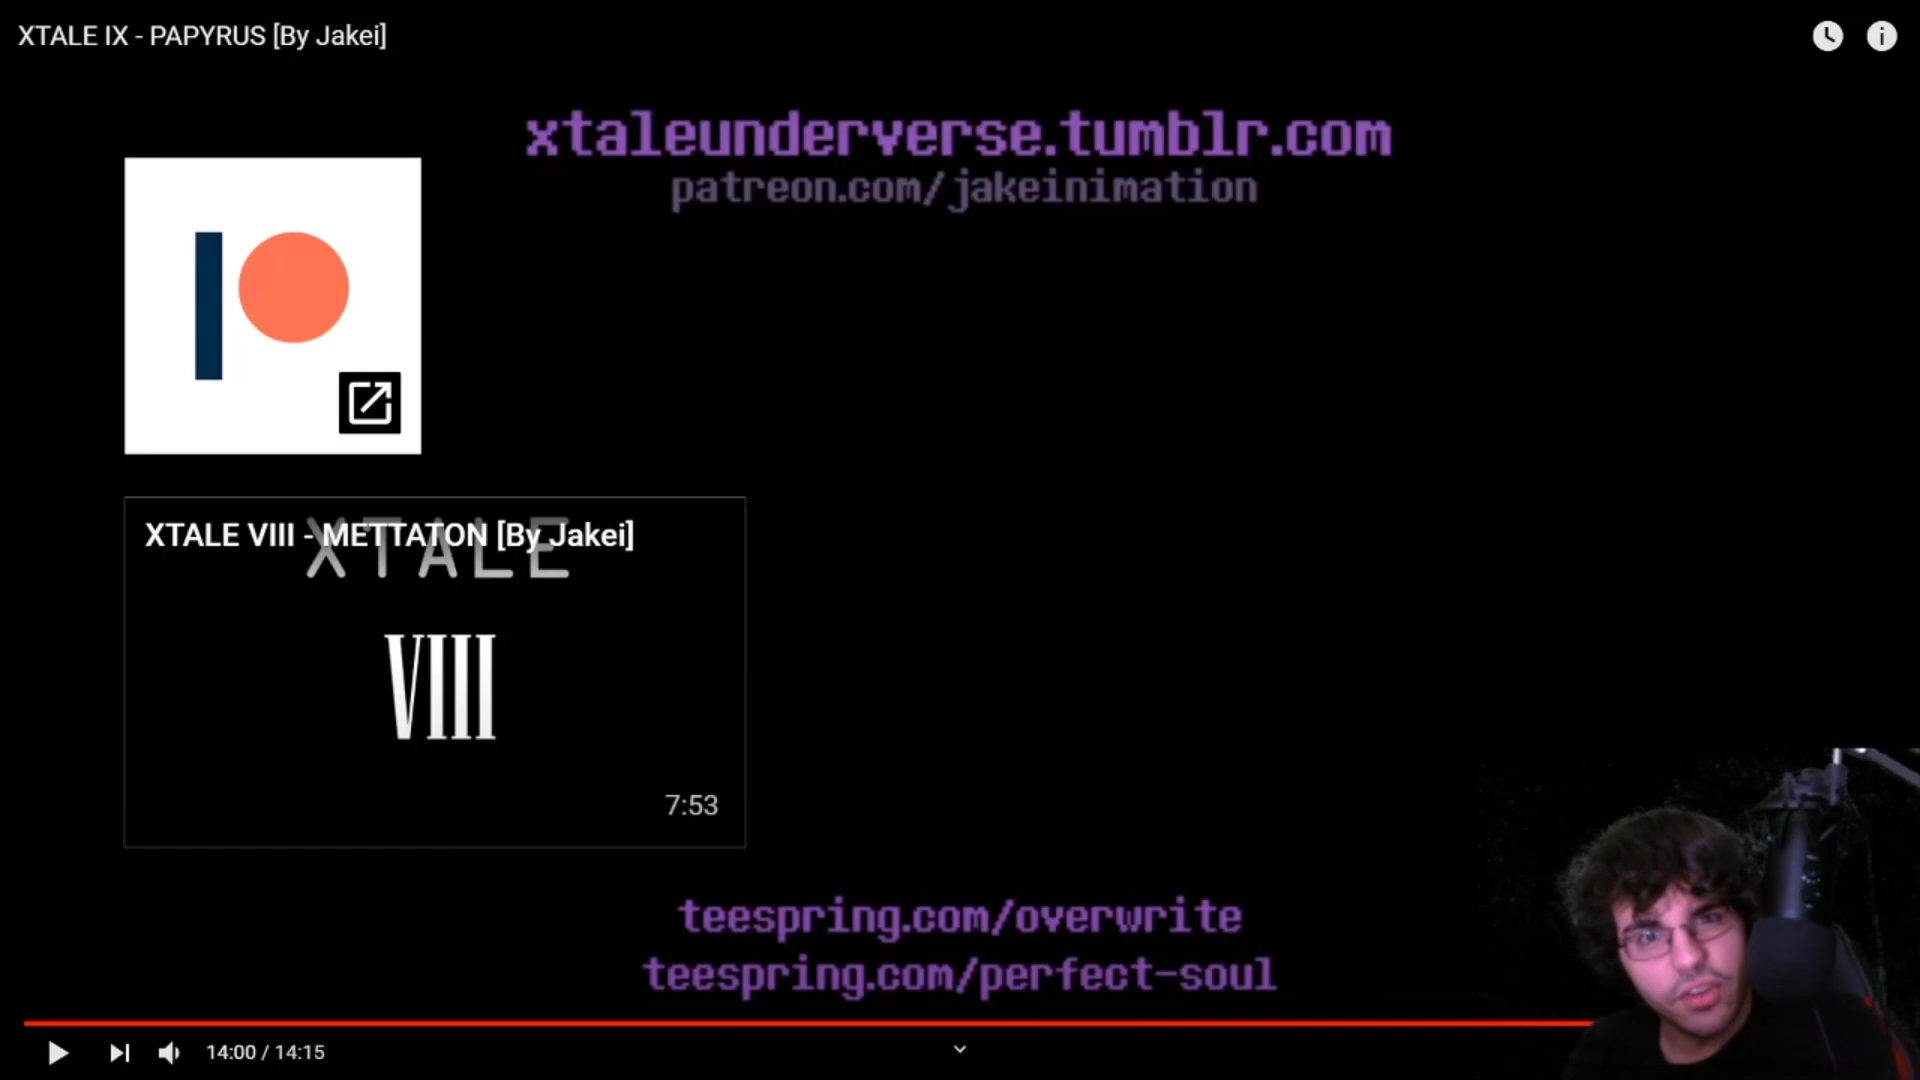 XTALE IX - PAPYRUS [By Jakei]
xtaleunderverse.tumblr.com
patreon.com/jakeinimation
XTALE VIII - METTATON [By Jakei]
XTALE
VIII
7:53
teespring.com/overwrite
teespring.com/perfect-soul
14:00 / 14:15